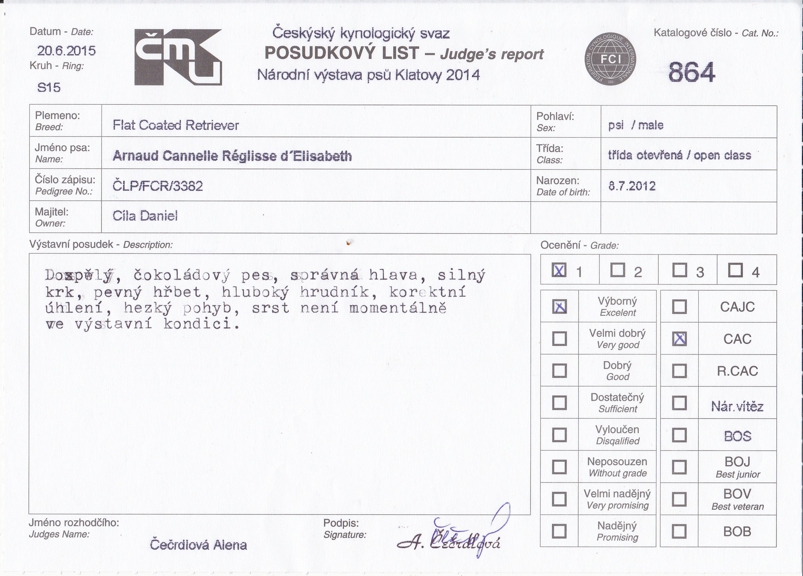 Datum - Date:
20.6.2015
Kruh - Ring:
S15
ČMKU
Českýský kynologický svaz
POSUDKOVÝ LIST – Judge's report
Národní výstava psů Klatovy 2014
FCI
Katalogové číslo - Cat. No.:
864
Plemeno:
Breed:
Flat Coated Retriever
Pohlaví:
Sex:
psi / male
Jméno psa:
Name:
Arnaud Cannelle Réglisse d´Elisabeth
Třída:
Class:
třída otevřená / open class
Číslo zápisu:
Pedigree No.:
ČLP/FCR/3382
Narozen:
Date of birth:
8.7.2012
Majitel:
Owner:
Cíla Daniel
Výstavní posudek - Description:
Dospělý, čokoládový pes, správná hlava, silný
krk, pevný hřbet, hluboký hrudník, korektní
úhlení, hezký pohyb, srst není momentálně
ve výstavní kondici.
Ocenění - Grade:
X 1 2 3 4
X Výborný
Excelent
CAJC
Velmi dobrý
Very good
X CAC
Dobrý
Good
R.CAC
Dostatečný
Sufficient
Nár.vítěz
Vyloučen
Disqalified
BOS
Neposouzen
Without grade
BOJ
Best junior
Velmi nadějný
Very promising
BOV
Best veteran
Nadějný
Promising
BOB
Jméno rozhodčího:
Judges Name:
Čečrdlová Alena
Podpis:
Signature:
A. Čečrdlová